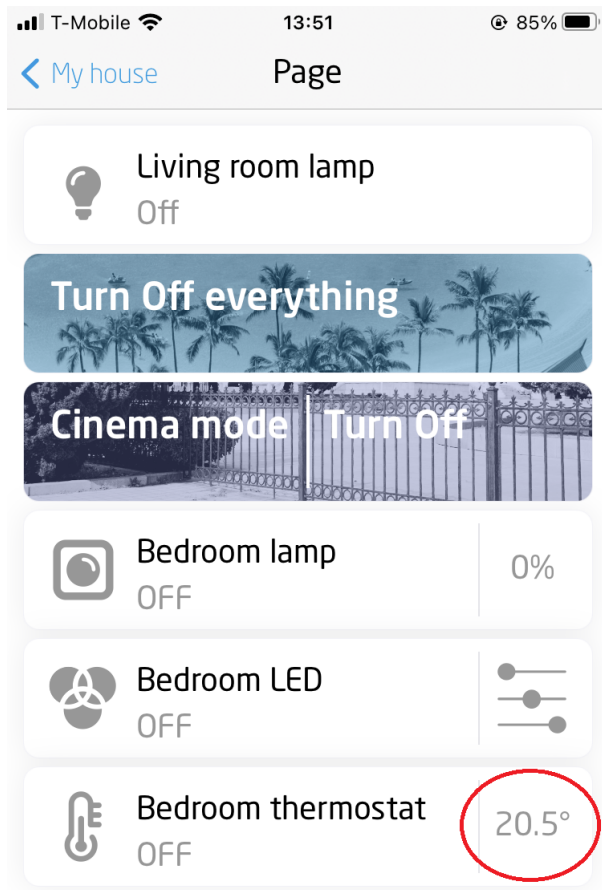 T-Mobile 13:51 85%
My house Page
Living room lamp
Off
Turn Off everything
Cinema mode Turn Off
Bedroom lamp
OFF
0%
Bedroom LED
OFF
Bedroom thermostat
OFF
20.5°